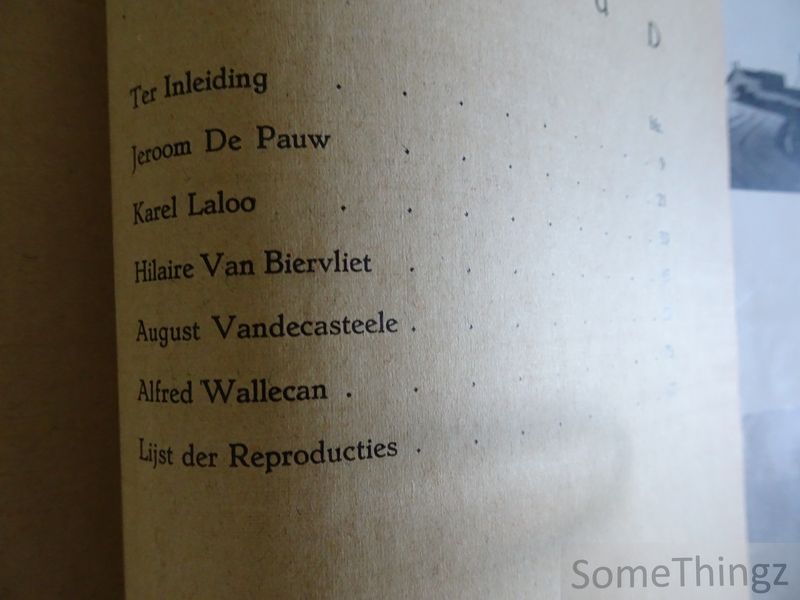 D
Ter Inleiding . . . . .
Jeroom De Pauw . . . .
Karel Laloo . . . . .
Hilaire Van Biervliet . . . .
August Vandecasteele . . . .
Alfred Wallecan . . . .
Lijst der Reproducties . . . .
SomeThingz